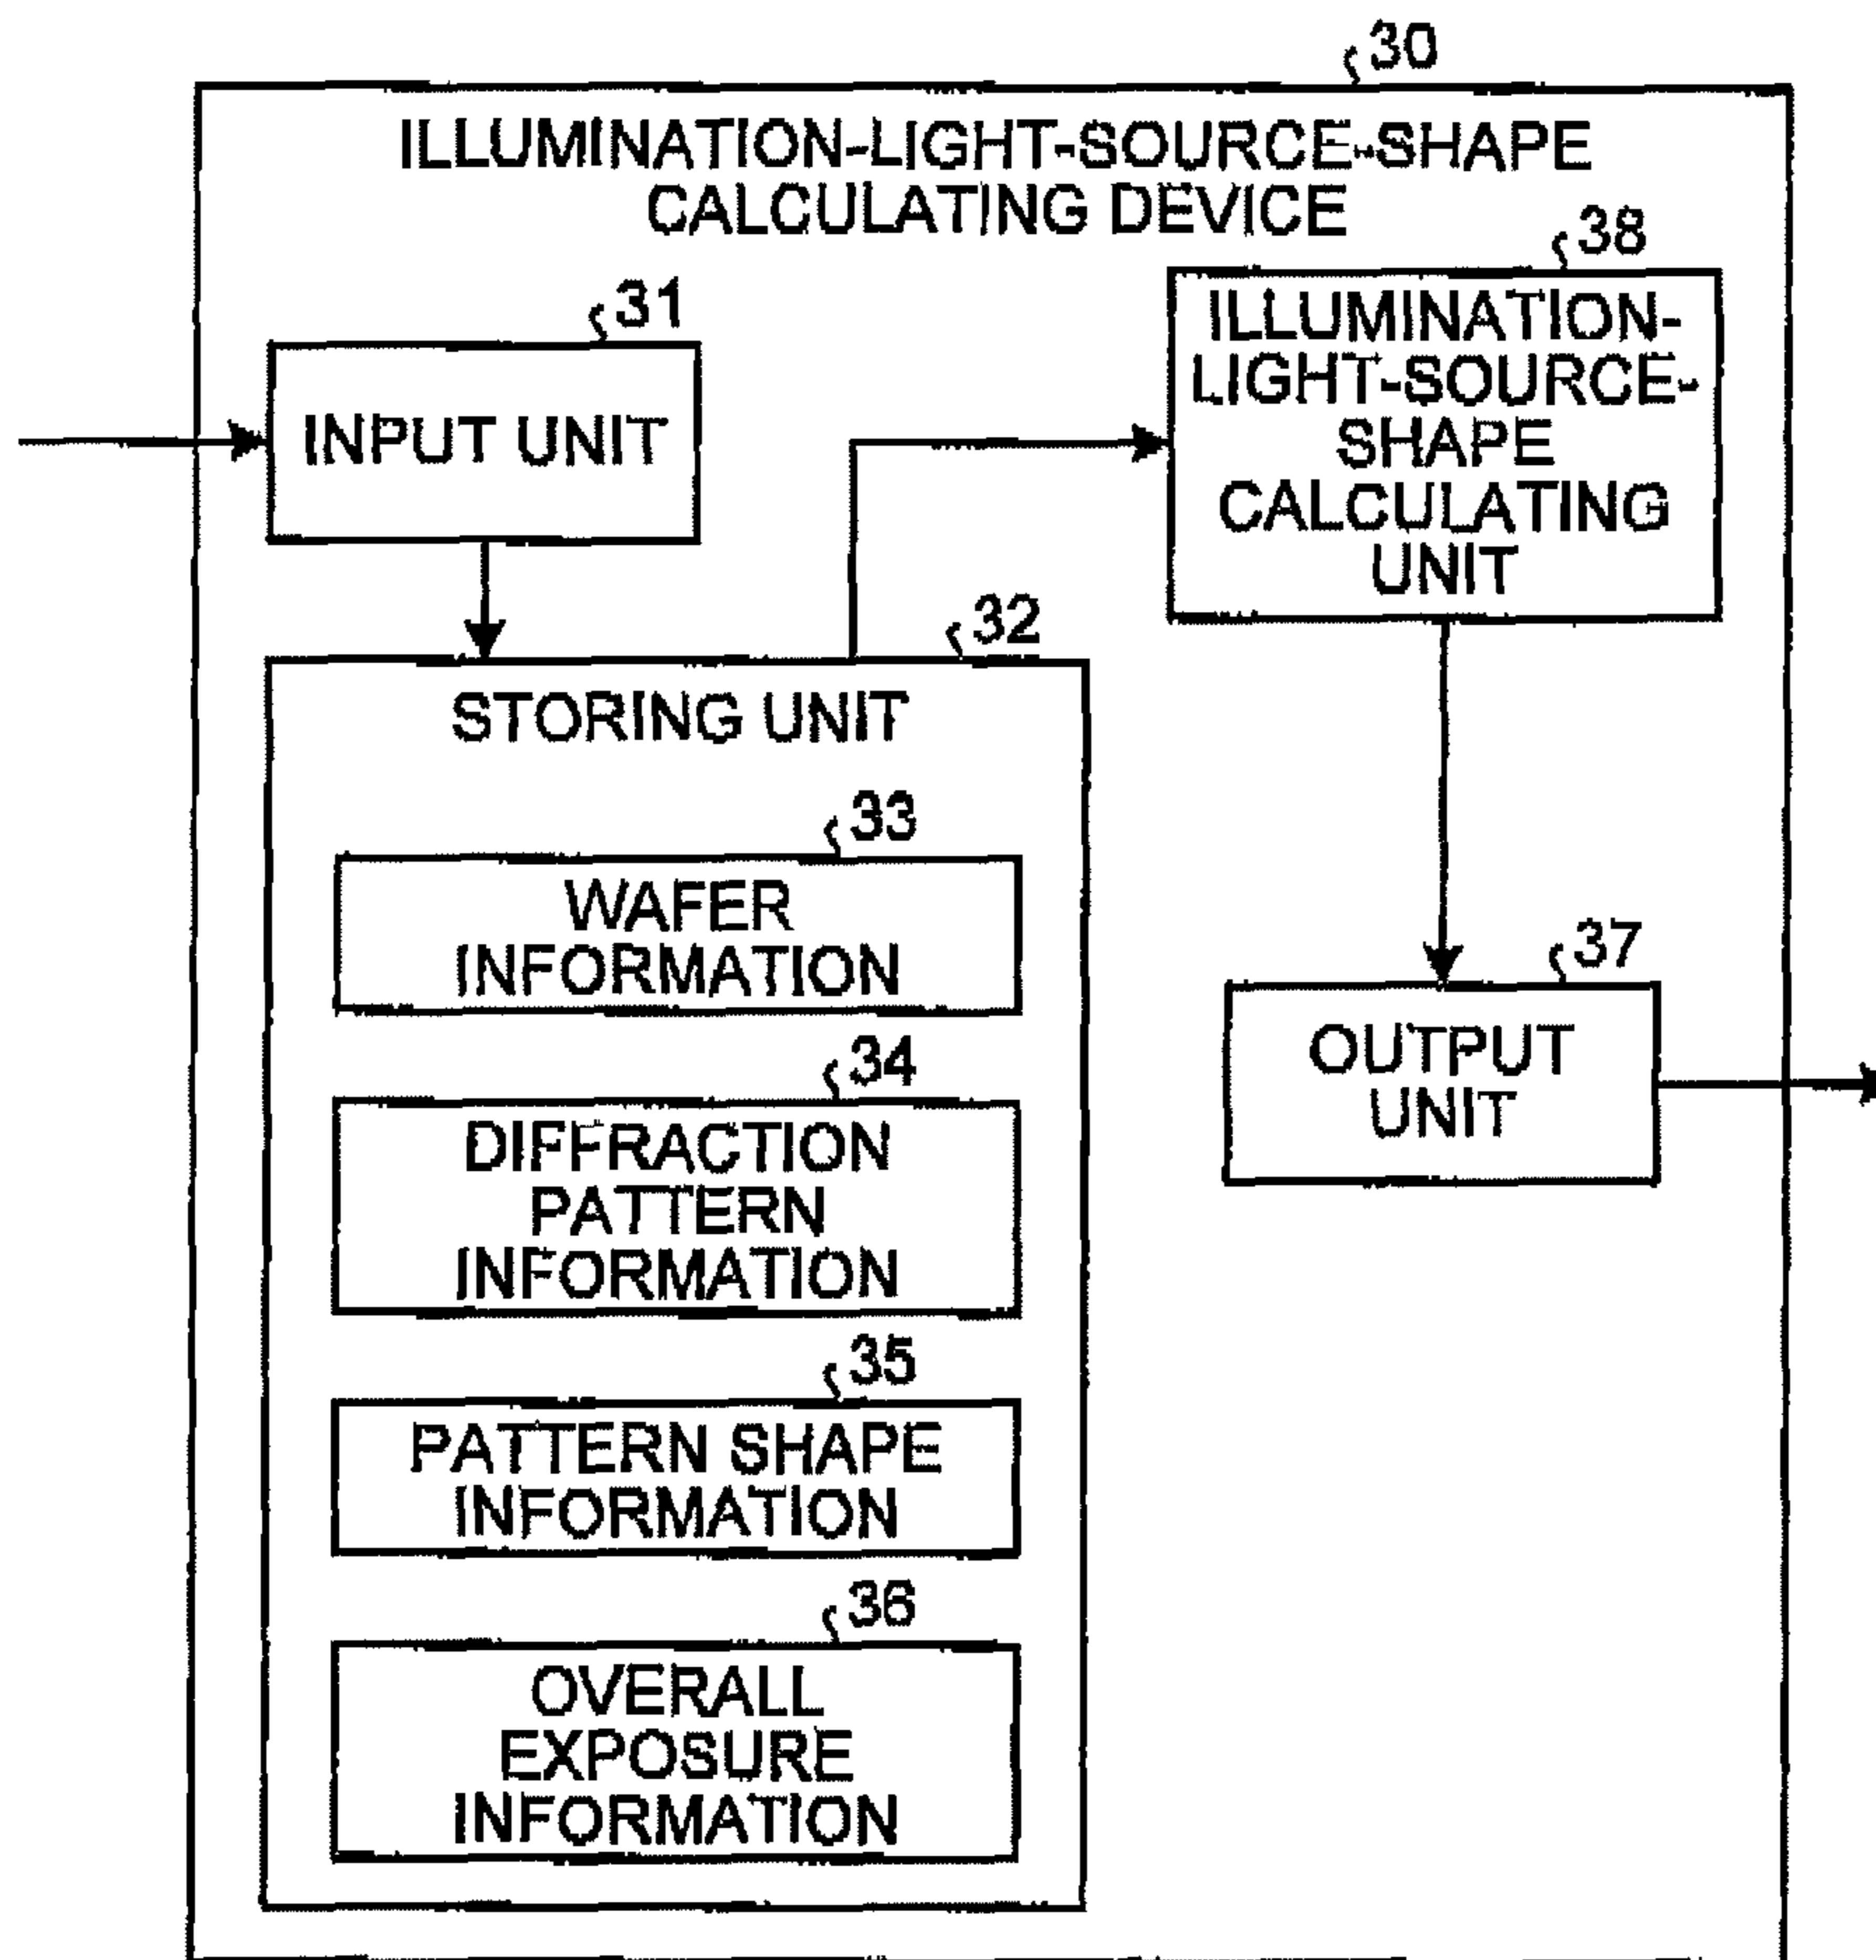 30
ILLUMINATION-LIGHT-SOURCE-SHAPE
CALCULATING DEVICE
31
INPUT UNIT
38
ILLUMINATION-
LIGHT-SOURCE-
SHAPE
CALCULATING
UNIT
32
STORING UNIT
33
WAFER
INFORMATION
34
DIFFRACTION
PATTERN
INFORMATION
35
PATTERN SHAPE
INFORMATION
36
OVERALL
EXPOSURE
INFORMATION
37
OUTPUT
UNIT